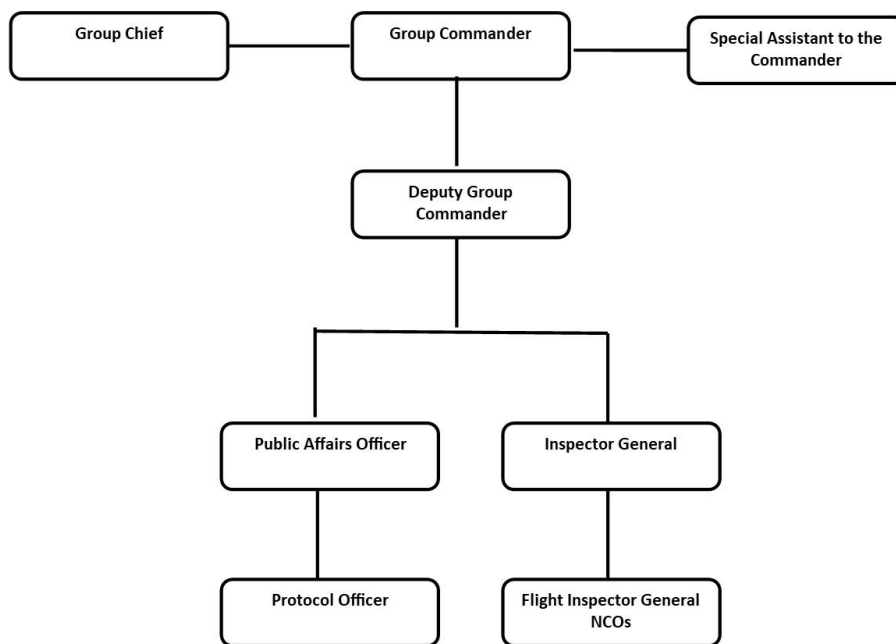 Group Chief
Group Commander
Special Assistant to the
Commander
Deputy Group
Commander
Public Affairs Officer
Inspector General
Protocol Officer
Flight Inspector General
NCOs